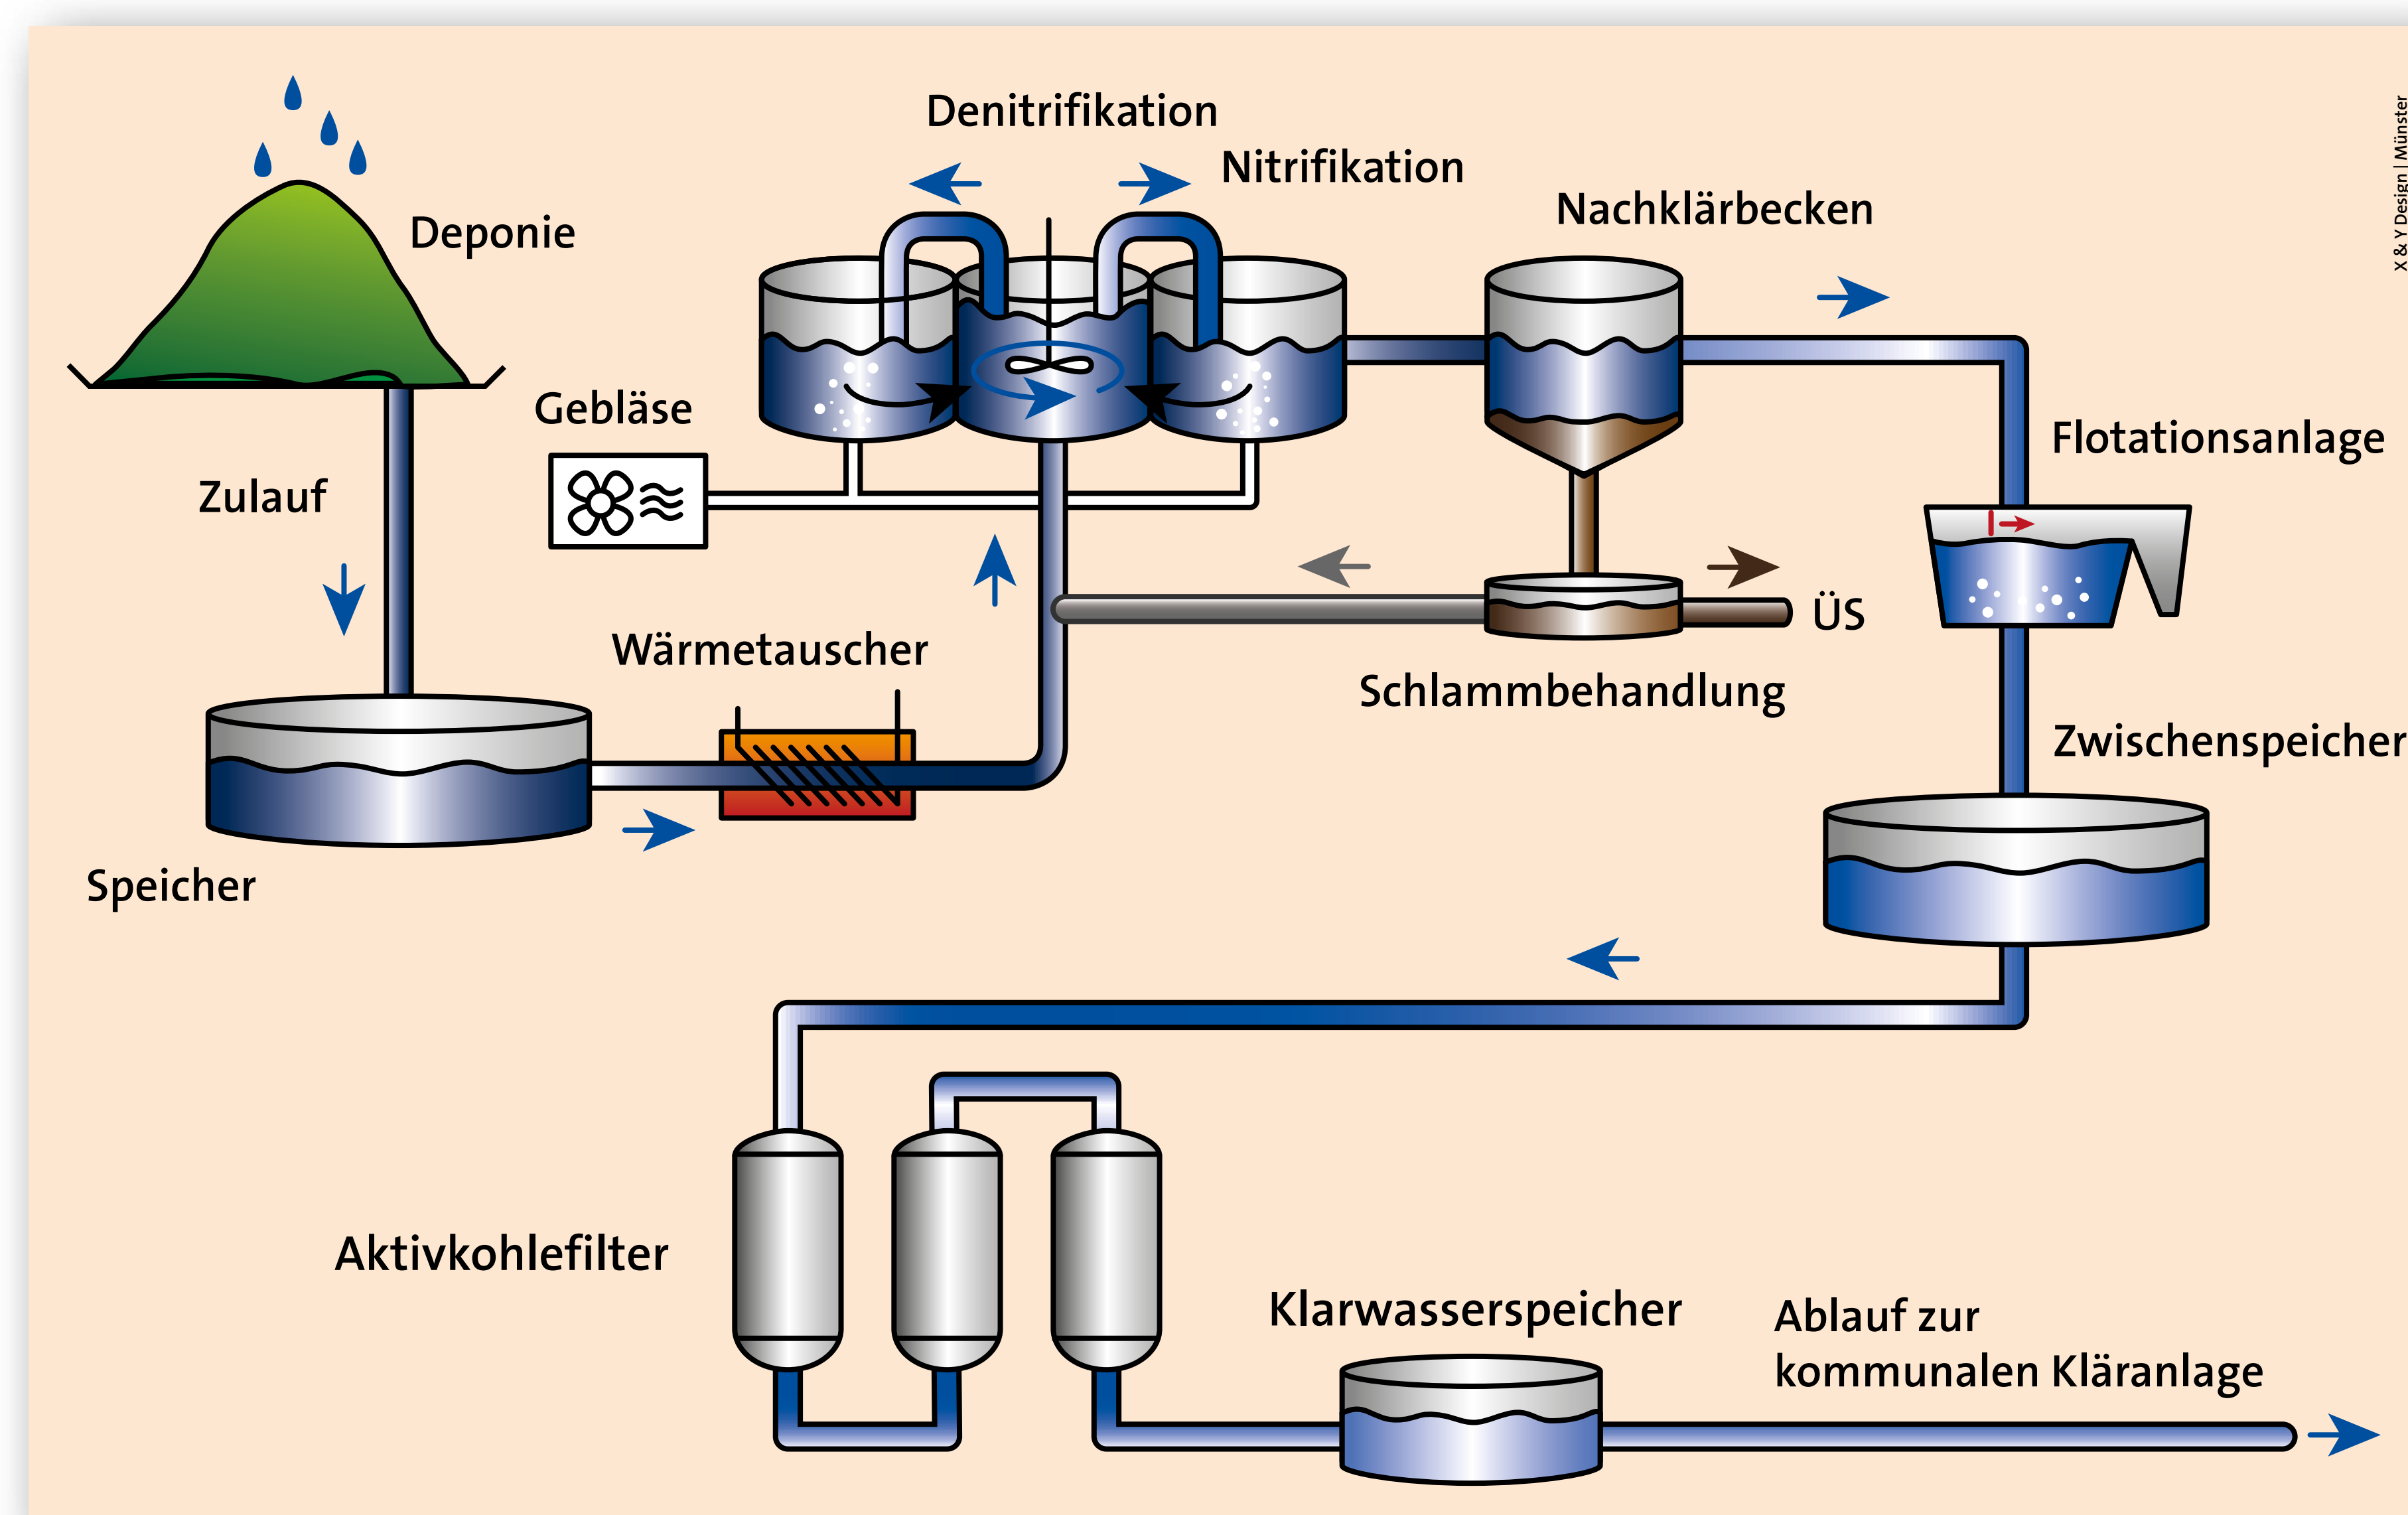 Denitrifikation
Nitrifikation
Nachklärbecken
Deponie
Gebläse
Flotationsanlage
Zulauf
ÜS
Wärmetauscher
Schlammbehandlung
Zwischenspeicher
Speicher
Aktivkohlefilter
Klarwasserspeicher
Ablauf zur
kommunalen Kläranlage
X & Y Design | Münster